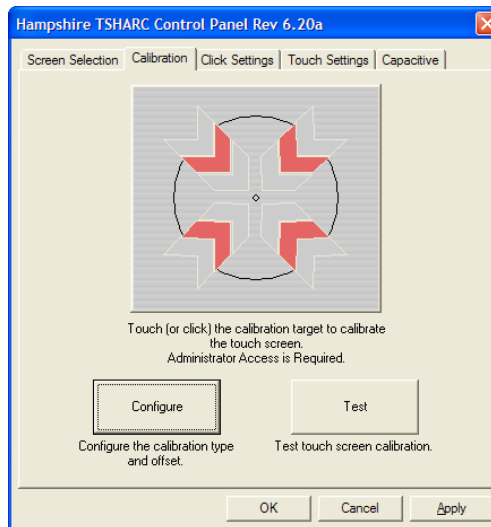 Hampshire TSHARC Control Panel Rev 6.20a
Screen Selection Calibration Click Settings Touch Settings Capacitive
Touch (or click) the calibration target to calibrate
the touch screen.
Administrator Access is Required.
Configure Test
Configure the calibration type
and offset.
Test touch screen calibration.
OK Cancel Apply